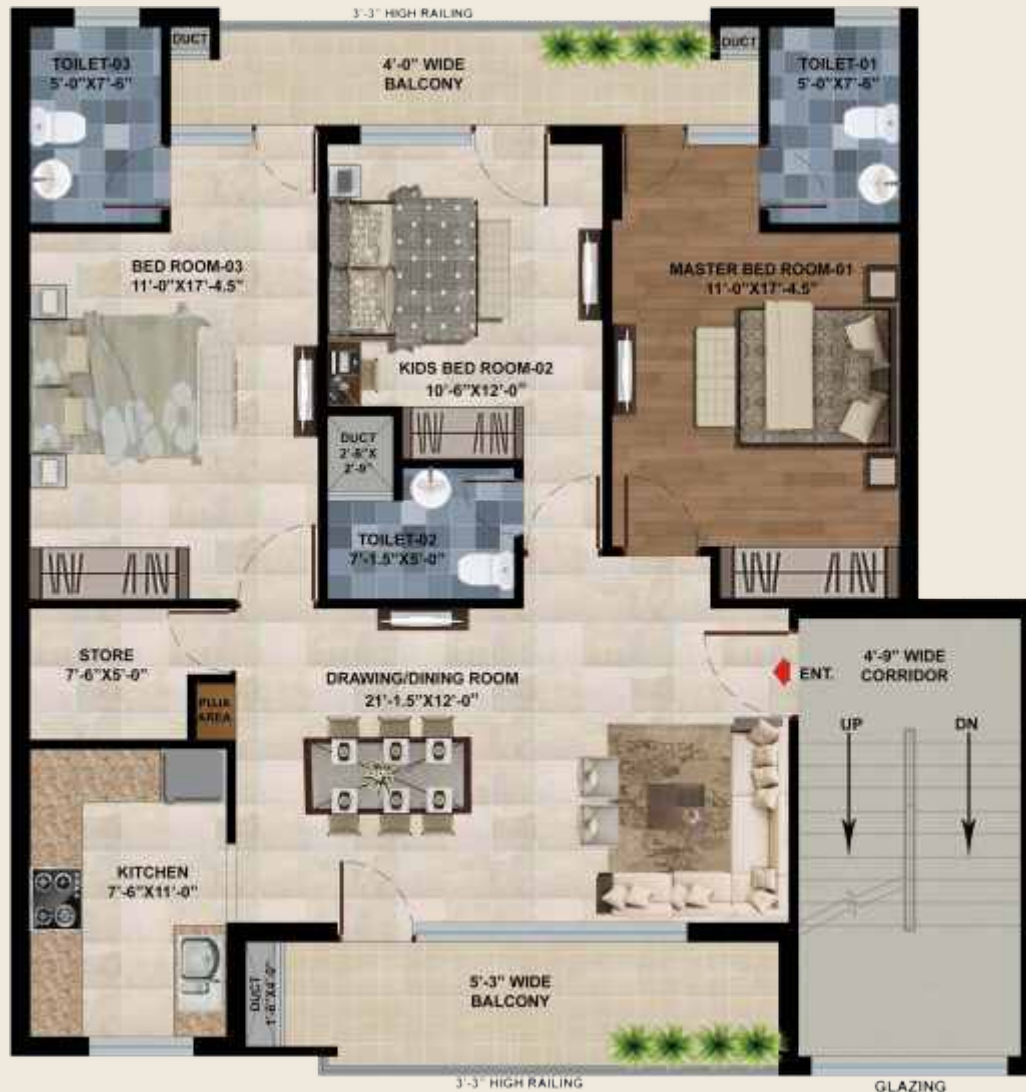 3'-3" HIGH RAILING
DUCT
DUCT
TOILET-03
5'-0"X7'-6"
4'-0" WIDE
BALCONY
TOILET-01
5'-0"X7'-6"
BED ROOM-03
11'-0"X17'-4.5"
MASTER BED ROOM-01
11'-0"X17'-4.5"
KIDS BED ROOM-02
10'-6"X12'-0"
DUCT
2'-6"X
2'-9"
TOILET-02
7'-1.5"X5'-0"
STORE
7'-6"X5'-0"
PUJA
AREA
DRAWING/DINING ROOM
21'-1.5"X12'-0"
ENT.
4'-9" WIDE
CORRIDOR
UP
DN
KITCHEN
7'-6"X11'-0"
DUCT
1'-6"X4'-0"
5'-3" WIDE
BALCONY
3'-3" HIGH RAILING
GLAZING